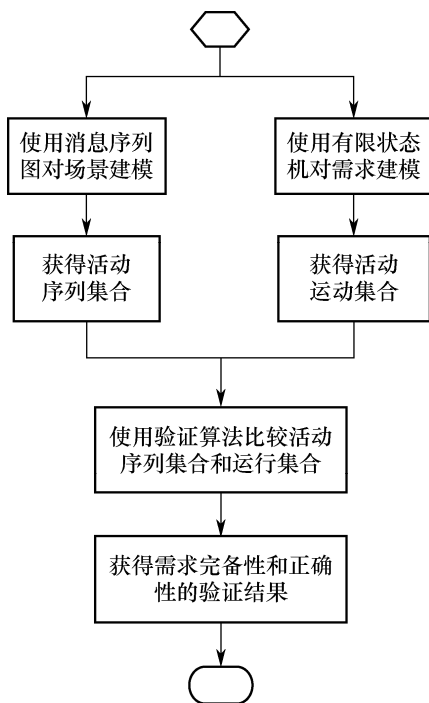 使用消息序列
图对场景建模
使用有限状态
机对需求建模
获得活动
序列集合
获得活动
运动集合
使用验证算法比较活动
序列集合和运行集合
获得需求完备性和正确
性的验证结果